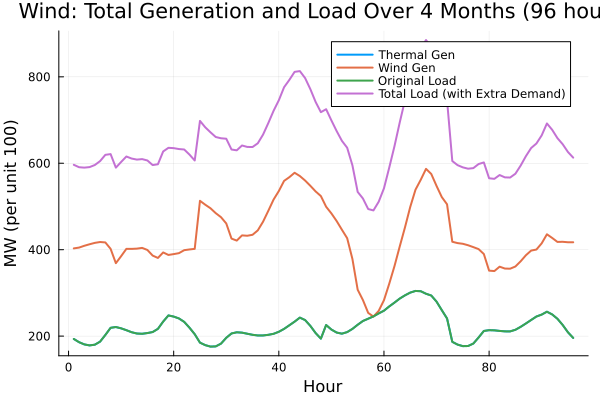 Wind: Total Generation and Load Over 4 Months (96 hou
MW (per unit 100)
800
600
400
200
Thermal Gen
Wind Gen
Original Load
Total Load (with Extra Demand)
0 20 40 60 80
Hour